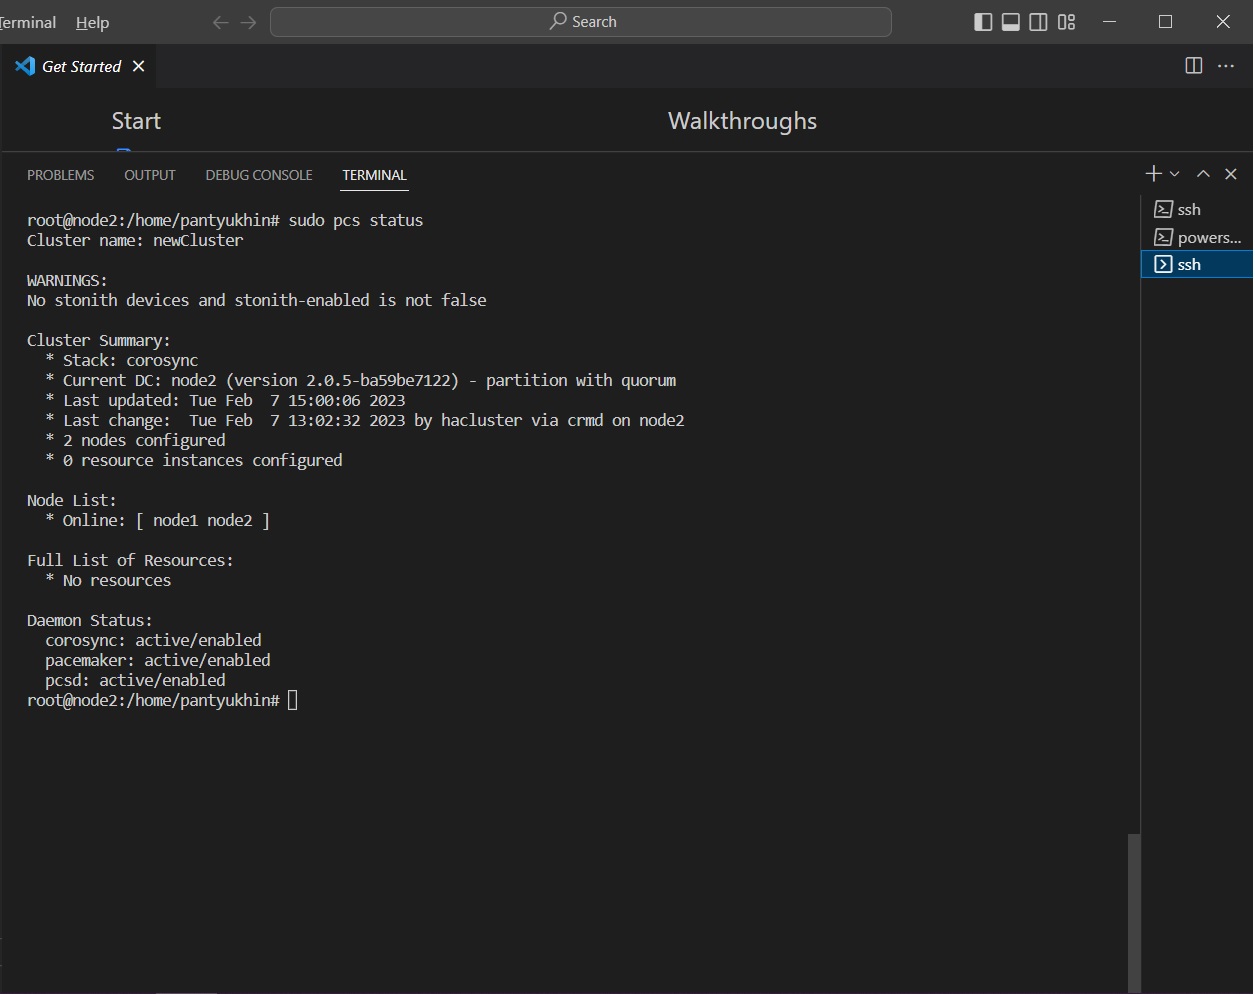 Terminal Help Search
Get Started
Start Walkthroughs
PROBLEMS OUTPUT DEBUG CONSOLE TERMINAL
root@node2:/home/pantyukhin# sudo pcs status
Cluster name: newCluster
WARNINGS:
No stonith devices and stonith-enabled is not false
Cluster Summary:
* Stack: corosync
* Current DC: node2 (version 2.0.5-ba59be7122) - partition with quorum
* Last updated: Tue Feb  7 15:00:06 2023
* Last change:  Tue Feb  7 13:02:32 2023 by hacluster via crmd on node2
* 2 nodes configured
* 0 resource instances configured
Node List:
* Online: [ node1 node2 ]
Full List of Resources:
* No resources
Daemon Status:
corosync: active/enabled
pacemaker: active/enabled
pcsd: active/enabled
root@node2:/home/pantyukhin#
ssh
powers...
ssh